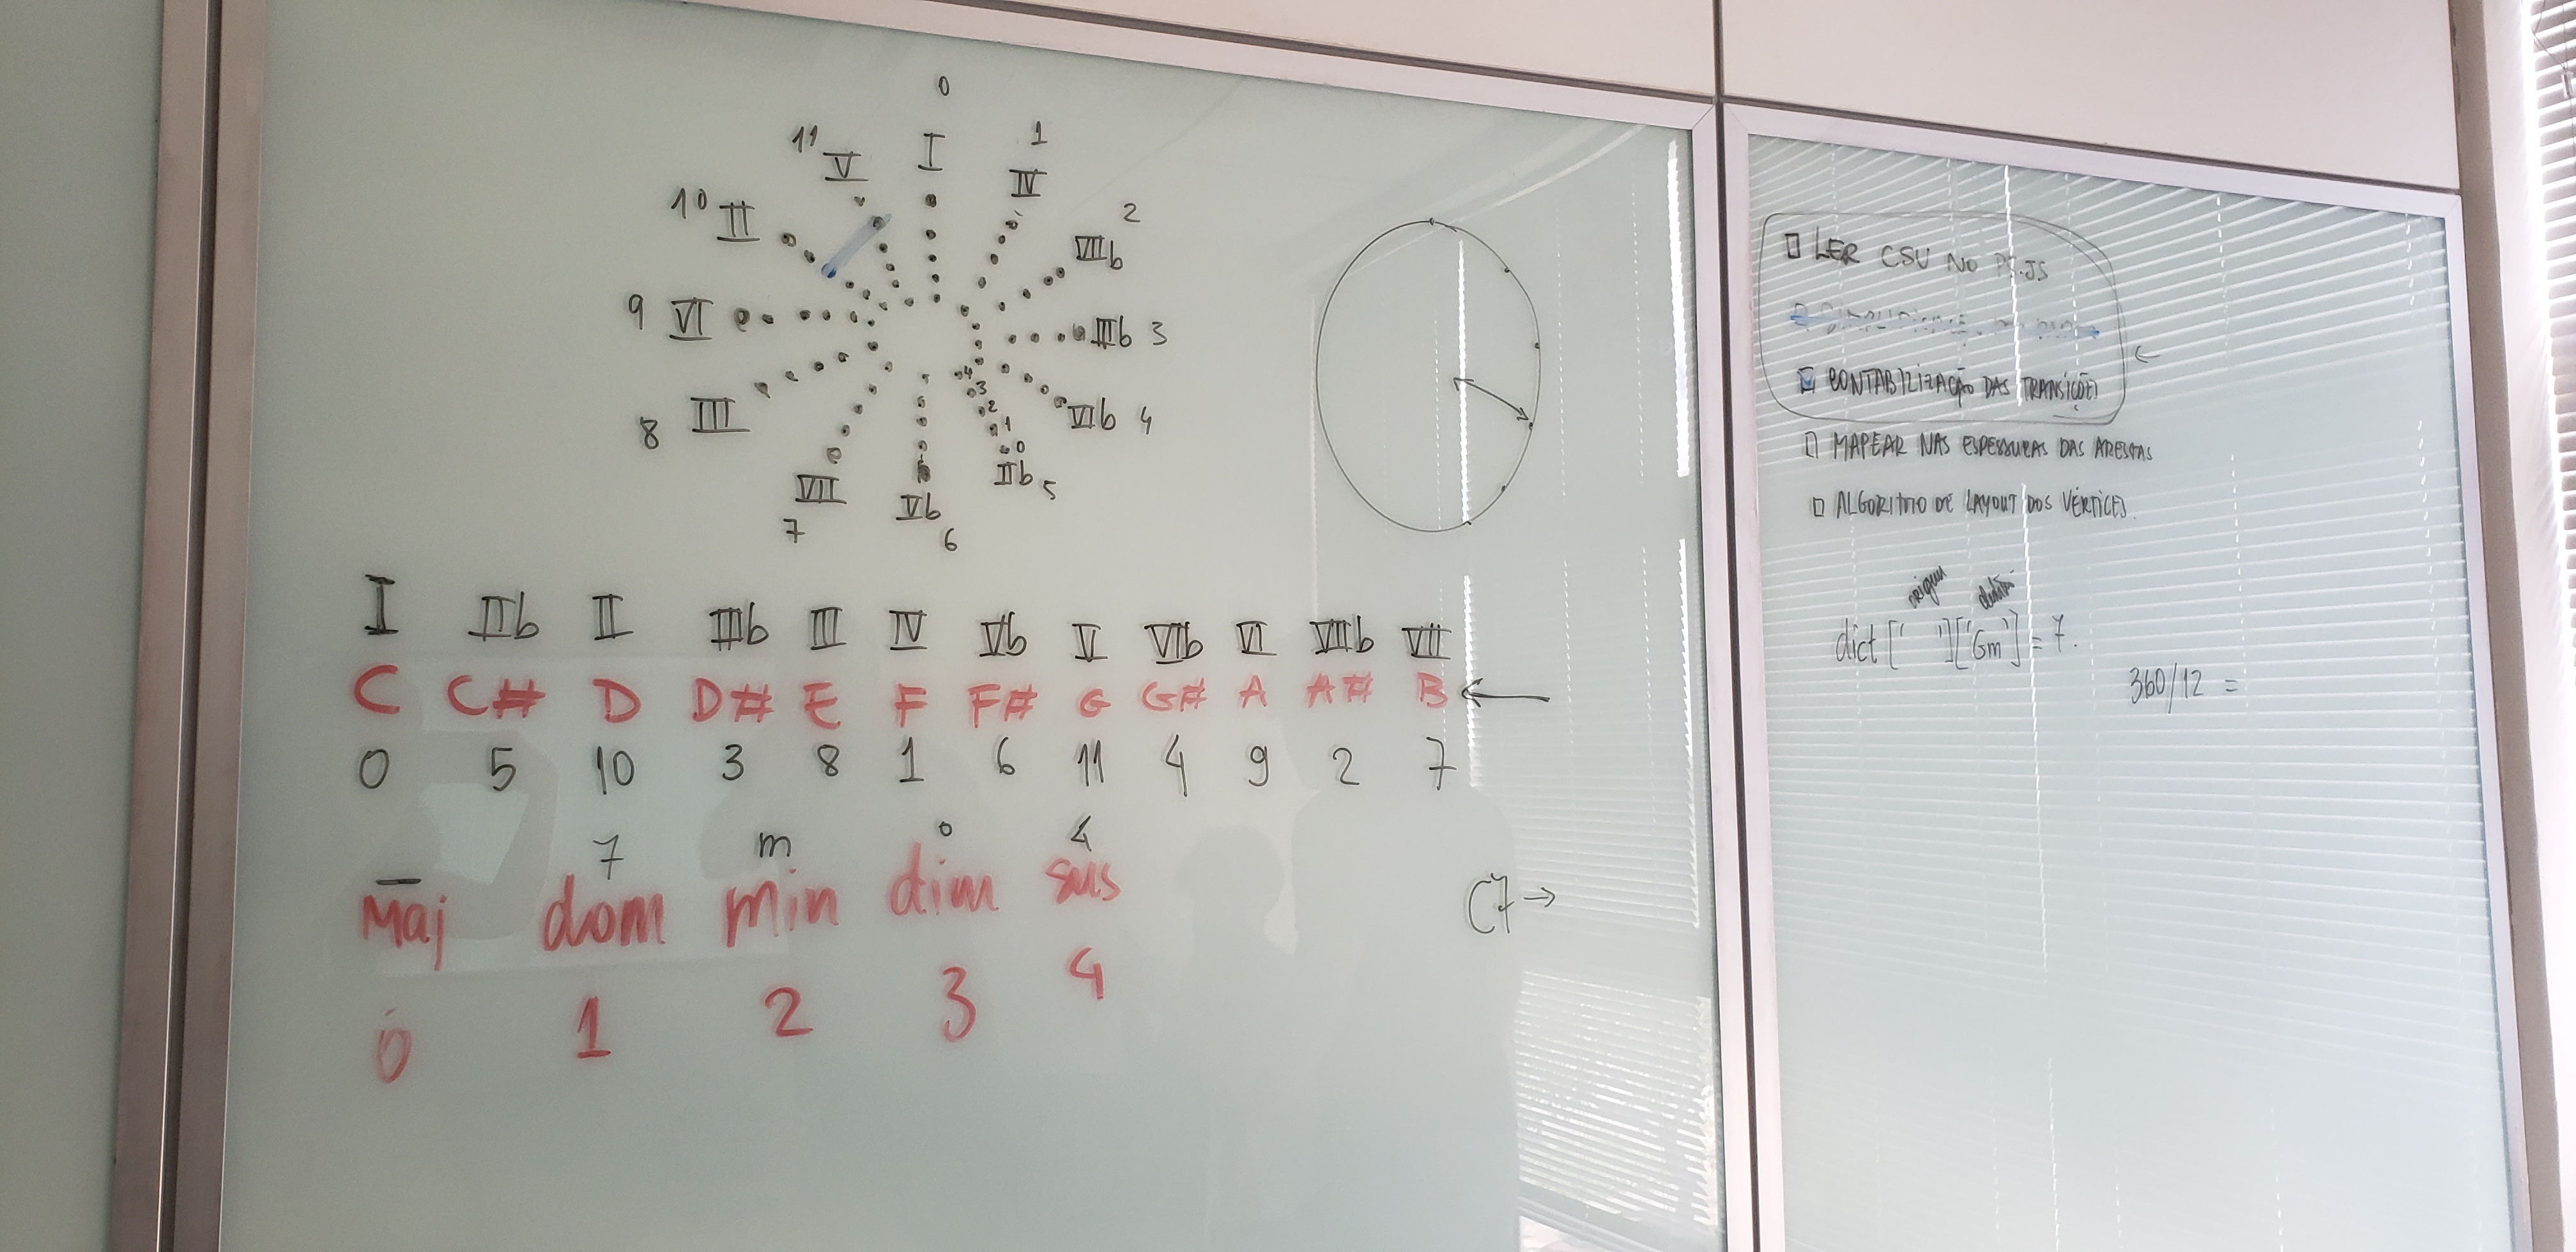 0
11 V I 1 IV
10 II 2 VIIb
9 VI IIIb 3
8 III 4 VIb 4
3
2
1
0
VII Vb IIb 5
7 6
I IIb II IIIb III IV Vb V VIb VI VIIb VII
C C# D D# E F F# G G# A A# B ←
0 5 10 3 8 1 6 11 4 9 2 7
— 7 m o 4
Maj dom min dim sus
0 1 2 3 4
C7 →
LER CSV NO P5.JS
CONTABILIZAÇÃO DAS TRANSIÇÕES ←
MAPEAR NAS ESPESSURAS DAS ARESTAS
ALGORITMO DE LAYOUT DOS VÉRTICES
origem
dict [' ']['Gm'] = 7.
360/12 =